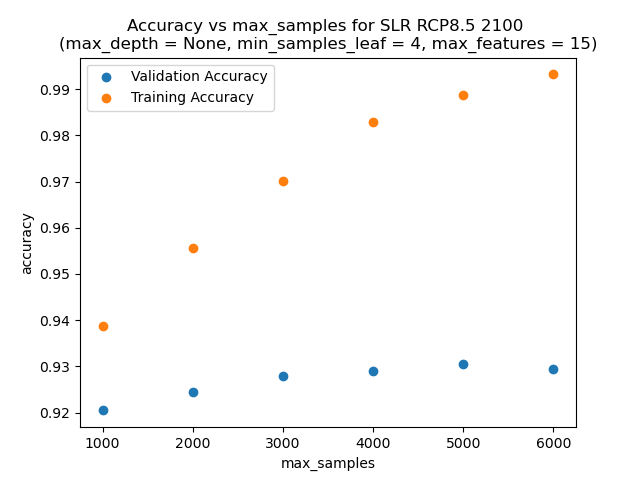 Accuracy vs max_samples for SLR RCP8.5 2100
(max_depth = None, min_samples_leaf = 4, max_features = 15)
Validation Accuracy
Training Accuracy
0.99
0.98
0.97
0.96
0.95
0.94
0.93
0.92
accuracy
1000 2000 3000 4000 5000 6000
max_samples